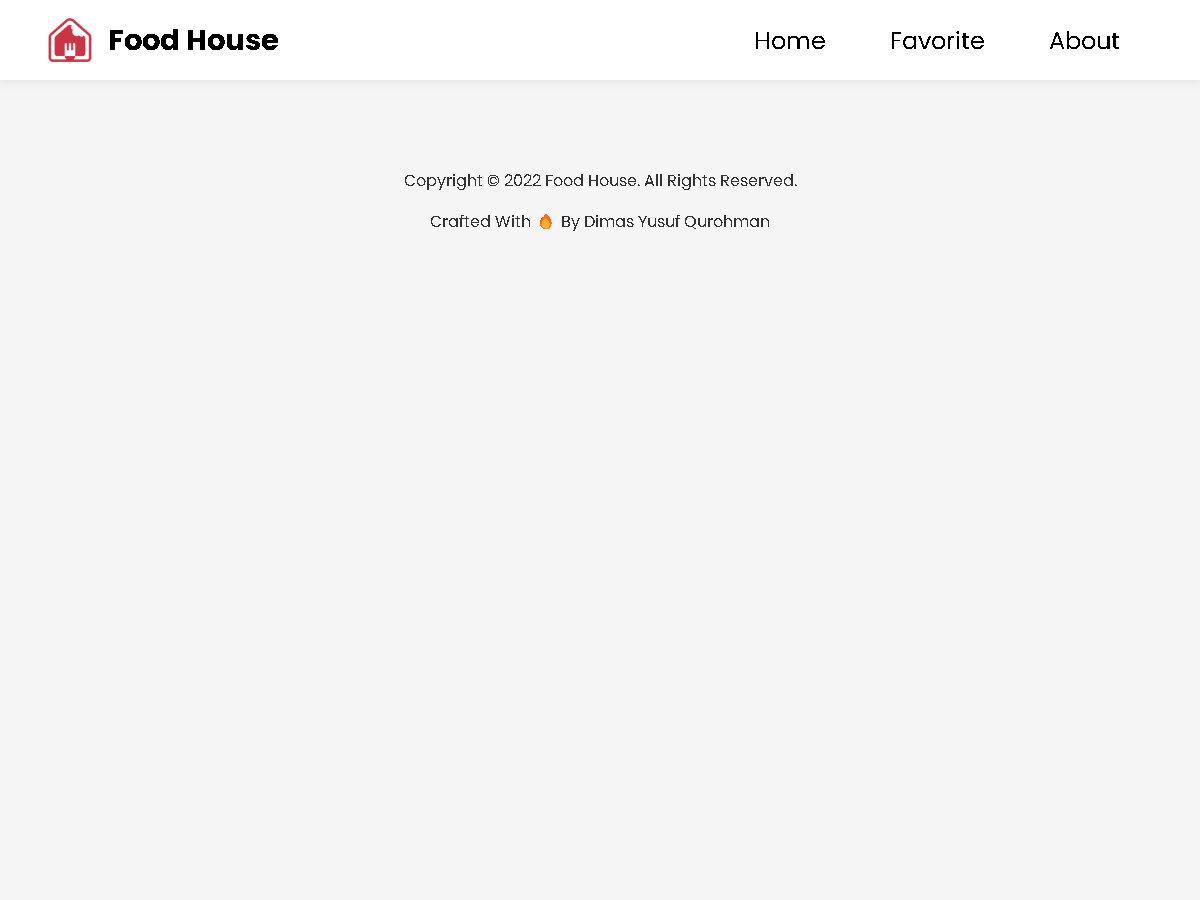 Food House
Home
Favorite
About
Copyright © 2022 Food House. All Rights Reserved.
Crafted With 🔥 By Dimas Yusuf Qurohman